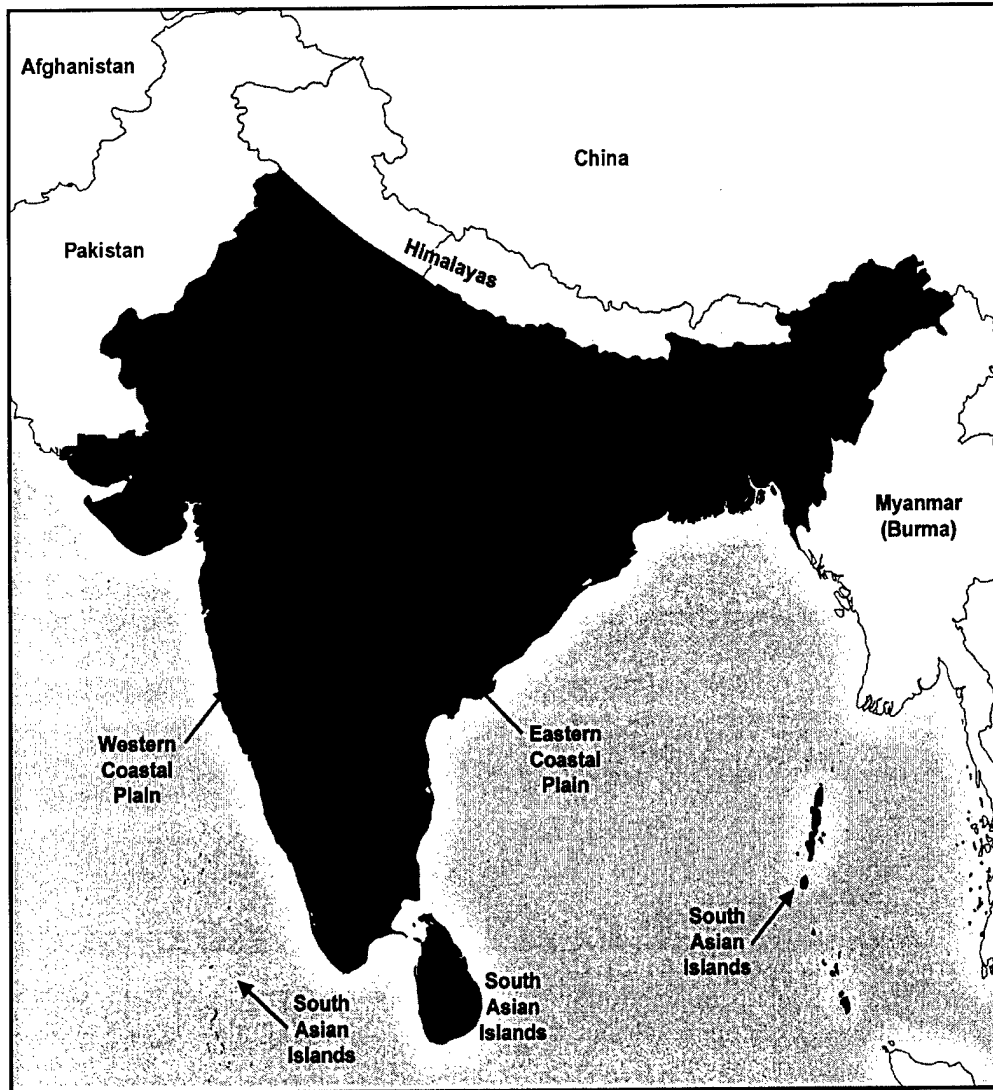 Afghanistan
China
Pakistan
Himalayas
Myanmar
(Burma)
Western
Coastal
Plain
Eastern
Coastal
Plain
South
Asian
Islands
South
Asian
Islands
South
Asian
Islands